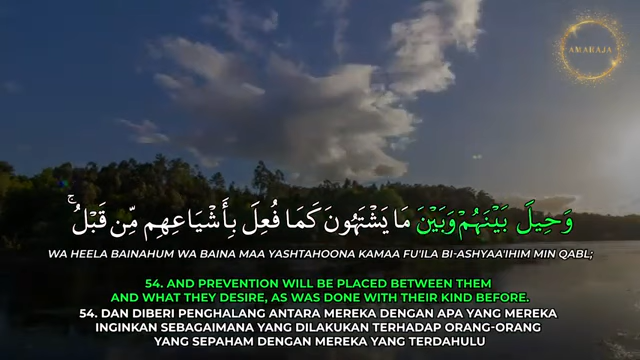 AMABAJA
وَحِيلَ بَيْنَهُمْ وَبَيْنَ مَا يَشْتَهُونَ كَمَا فُعِلَ بِأَشْيَاعِهِم مِّن قَبْلُ ۚ
WA HEELA BAINAHUM WA BAINA MAA YASHTAHOONA KAMAA FU'ILA BI-ASHYAA'IHIM MIN QABL;
54. AND PREVENTION WILL BE PLACED BETWEEN THEM
AND WHAT THEY DESIRE, AS WAS DONE WITH THEIR KIND BEFORE.
54. DAN DIBERI PENGHALANG ANTARA MEREKA DENGAN APA YANG MEREKA
INGINKAN SEBAGAIMANA YANG DILAKUKAN TERHADAP ORANG-ORANG
YANG SEPAHAM DENGAN MEREKA YANG TERDAHULU